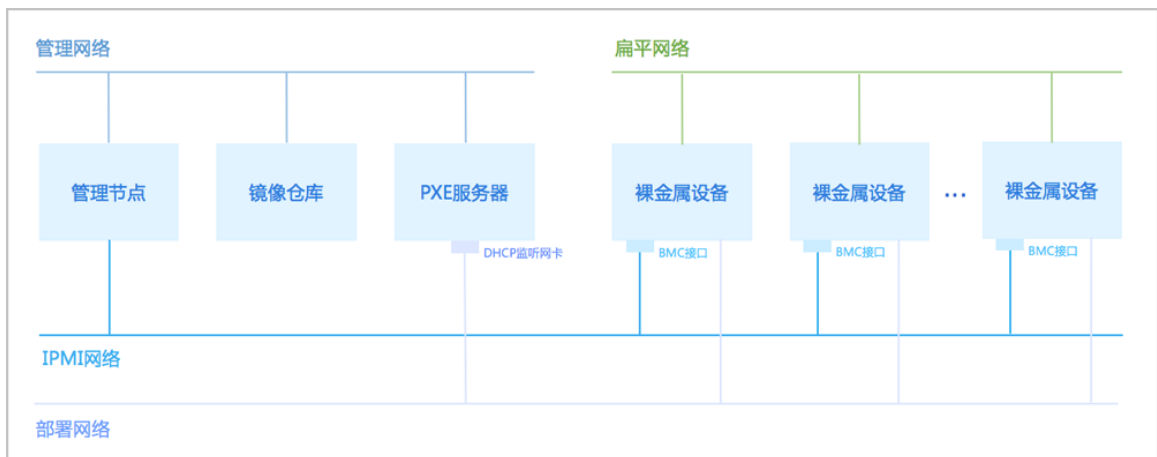 管理网络
扁平网络
管理节点
镜像仓库
PXE服务器
裸金属设备
裸金属设备
...
裸金属设备
DHCP监听网卡
BMC接口
BMC接口
BMC接口
IPMI网络
部署网络